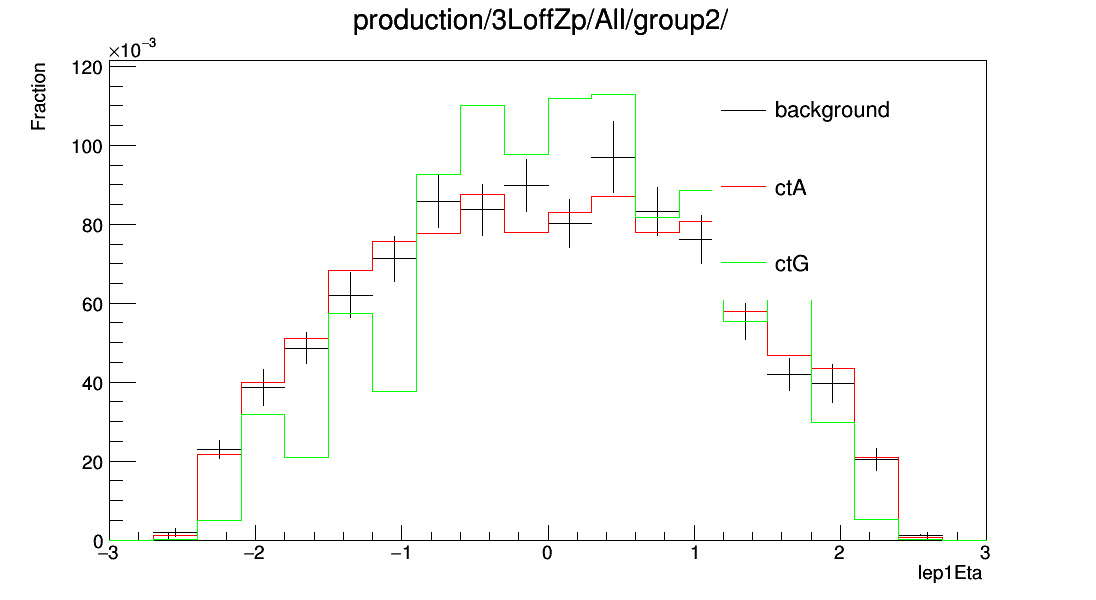 production/3LoffZp/All/group2/
×10⁻³
Fraction
120
100
80
60
40
20
0
background
ctA
ctG
−3
−2
−1
0
1
2
3
lep1Eta